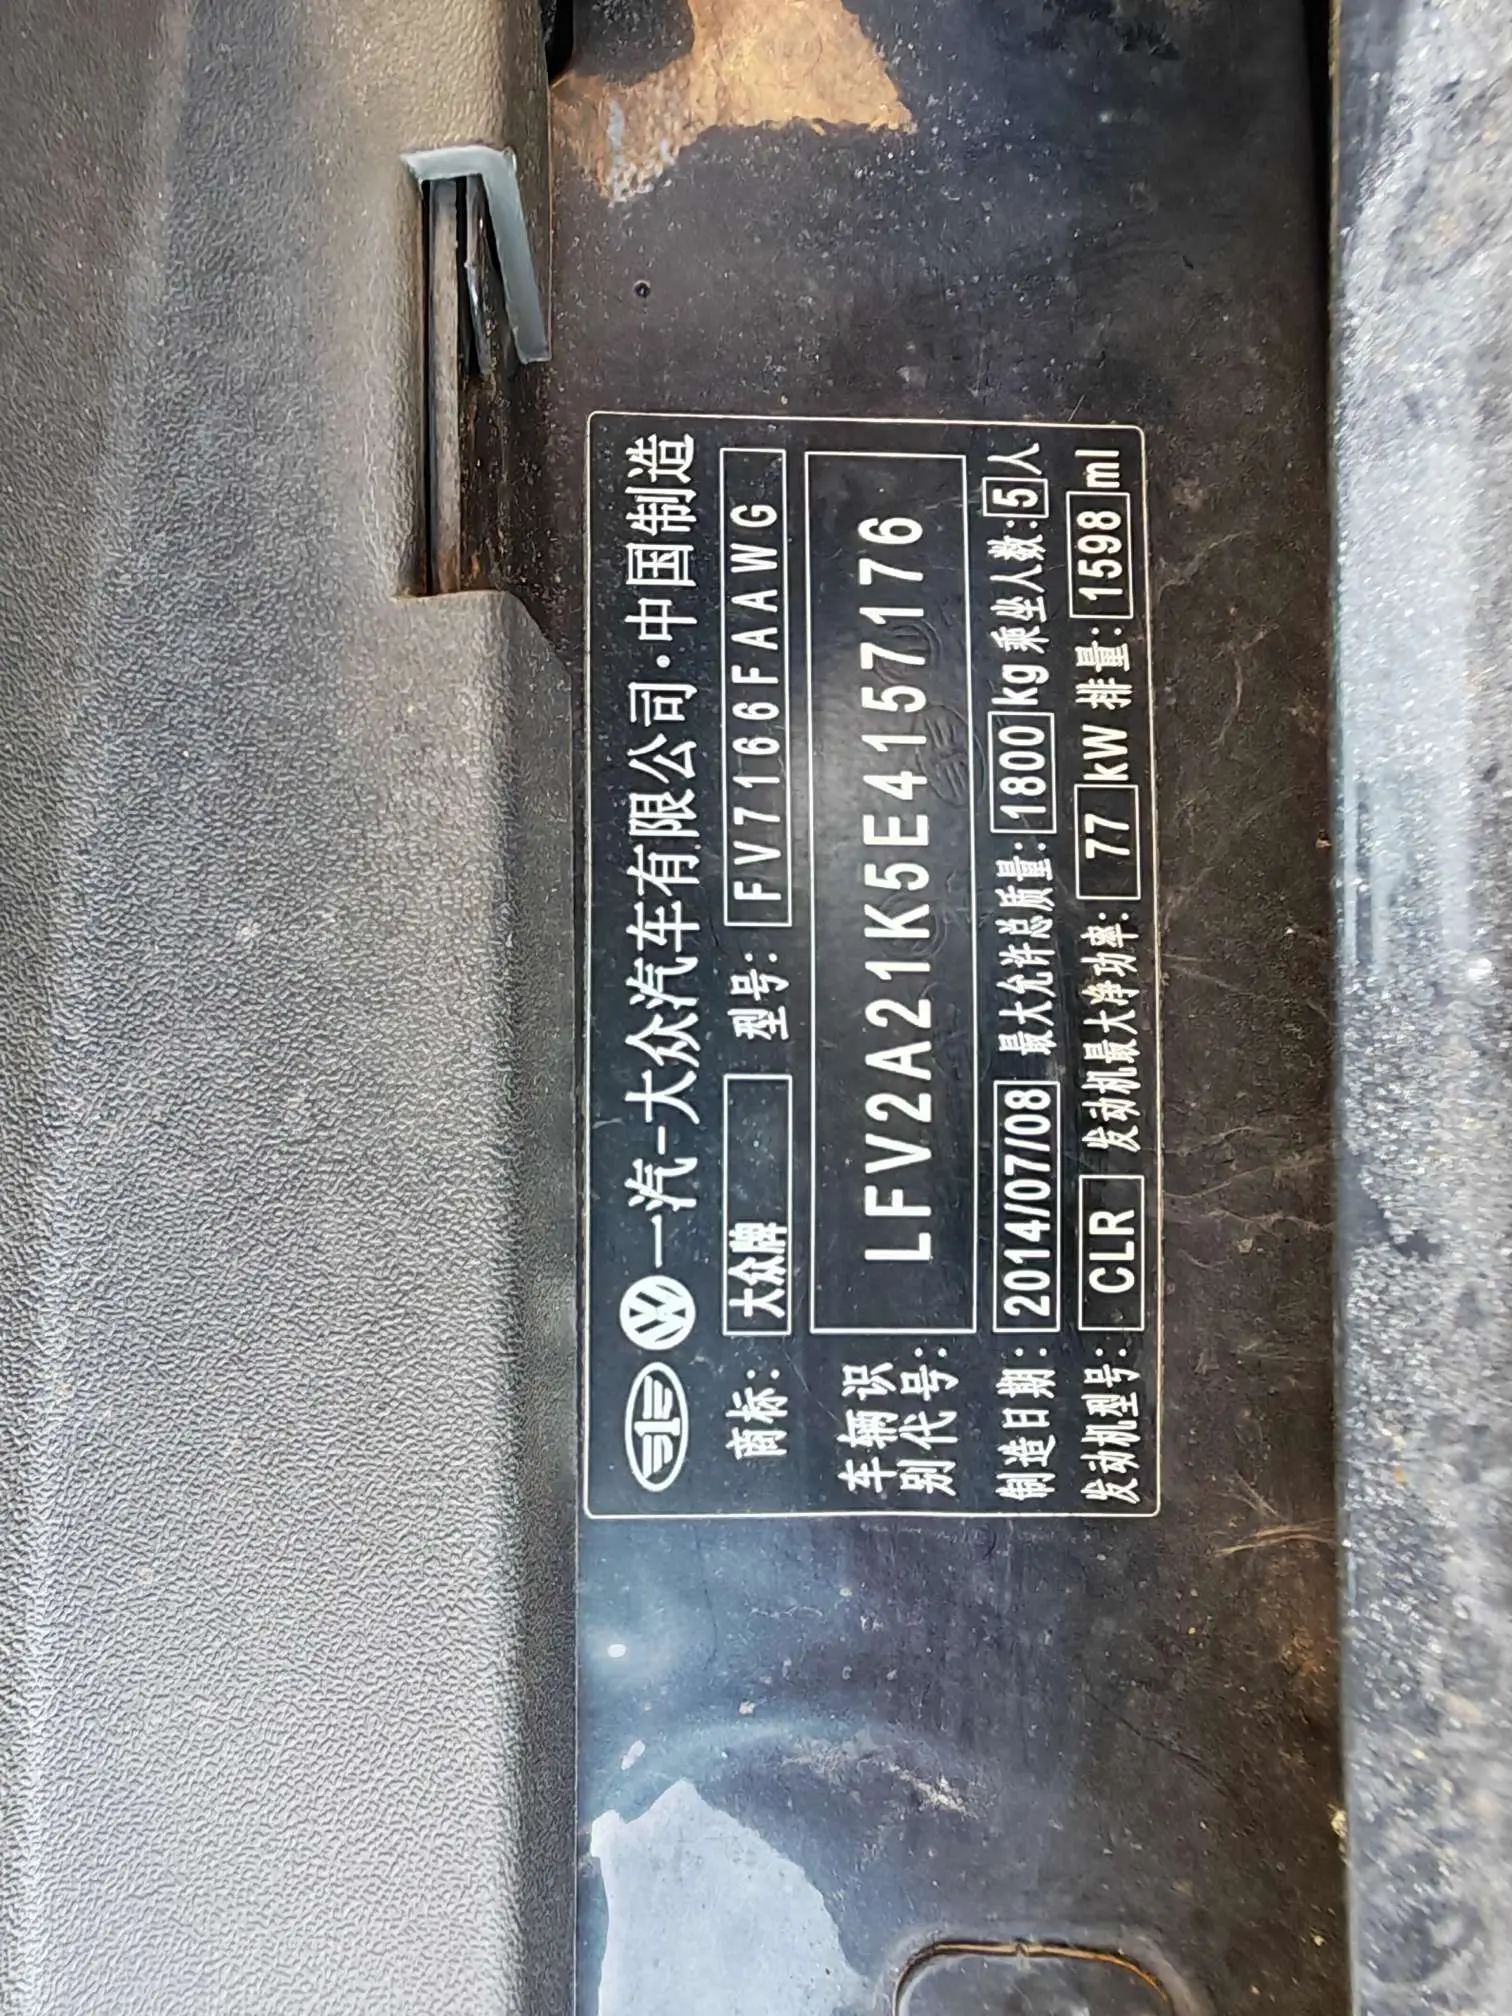 一汽-大众汽车有限公司·中国制造
商标: 大众牌 型号: FV7166FAAWG
车辆识别代号: LFV2A21K5E4157176
制造日期: 2014/07/08 最大允许总质量: 1800 kg 乘坐人数: 5 人
发动机型号: CLR 发动机最大净功率: 77 kW 排量: 1598 ml